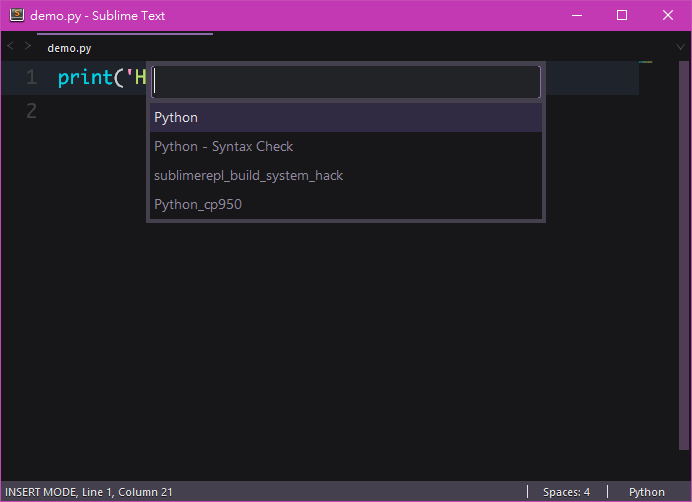 demo.py - Sublime Text
demo.py
1 print('H
2
Python
Python - Syntax Check
sublimerepl_build_system_hack
Python_cp950
INSERT MODE, Line 1, Column 21 Spaces: 4 Python